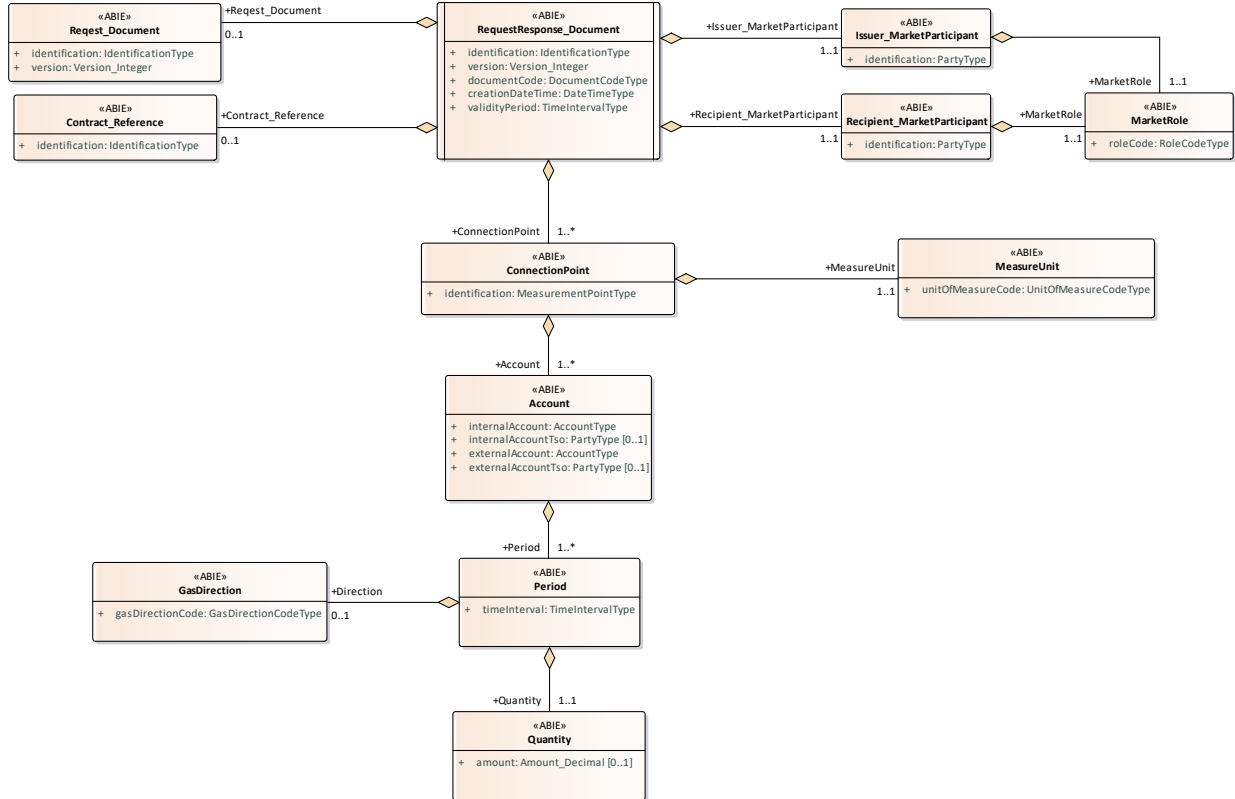 «ABIE»
Reqest_Document
+ identification: IdentificationType
+ version: Version_Integer
+Reqest_Document
0..1
«ABIE»
RequestResponse_Document
+ identification: IdentificationType
+ version: Version_Integer
+ documentCode: DocumentCodeType
+ creationDateTime: DateTimeType
+ validityPeriod: TimeIntervalType
+Issuer_MarketParticipant
1..1
«ABIE»
Issuer_MarketParticipant
+ identification: PartyType
+MarketRole
1..1
«ABIE»
Contract_Reference
+ identification: IdentificationType
+Contract_Reference
0..1
+Recipient_MarketParticipant
1..1
«ABIE»
Recipient_MarketParticipant
+ identification: PartyType
+MarketRole
1..1
«ABIE»
MarketRole
+ roleCode: RoleCodeType
+ConnectionPoint
1..*
«ABIE»
ConnectionPoint
+ identification: MeasurementPointType
+MeasureUnit
1..1
«ABIE»
MeasureUnit
+ unitOfMeasureCode: UnitOfMeasureCodeType
+Account
1..*
«ABIE»
Account
+ internalAccount: AccountType
+ internalAccountTso: PartyType [0..1]
+ externalAccount: AccountType
+ externalAccountTso: PartyType [0..1]
+Period
1..*
«ABIE»
GasDirection
+ gasDirectionCode: GasDirectionCodeType
+Direction
0..1
«ABIE»
Period
+ timeInterval: TimeIntervalType
+Quantity
1..1
«ABIE»
Quantity
+ amount: Amount_Decimal [0..1]